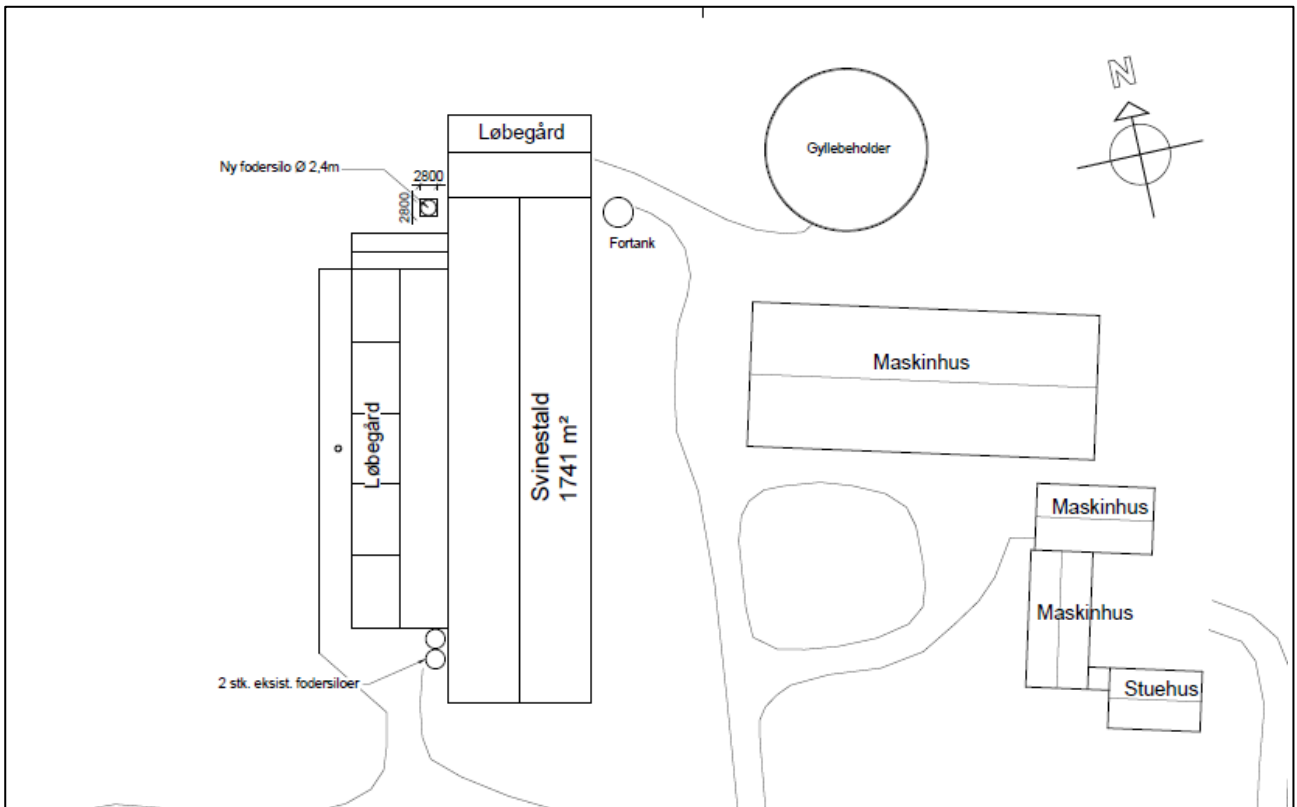 N
Løbegård
Gyllebeholder
Ny fodersilo Ø 2,4m
2800
2800
Fortank
Maskinhus
Løbegård
Svinestald
1741 m²
Maskinhus
Maskinhus
2 stk. eksist. fodersiloer
Stuehus